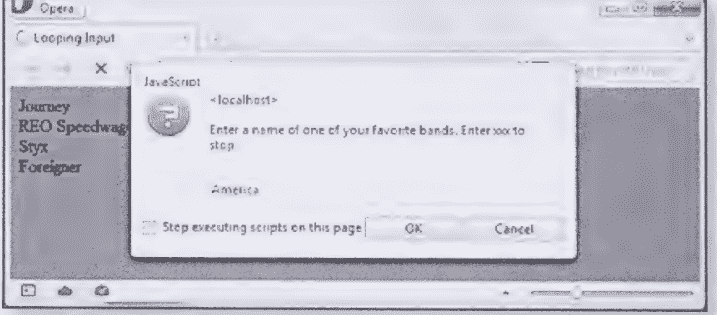 Opera
Looping Input
JavaScript
<localhost>
Journey
REO Speedwag
Styx
Foreigner
Enter a name of one of your favorite bands. Enter xxx to
stop
America
Stop executing scripts on this page
OK
Cancel